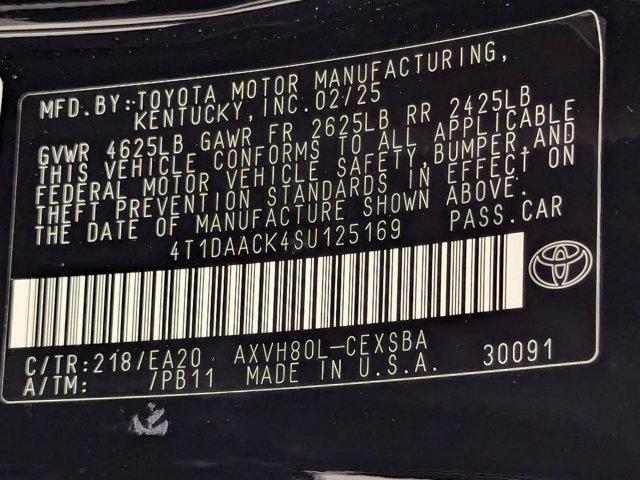 MFD. BY: TOYOTA MOTOR MANUFACTURING,
KENTUCKY, INC. 02/25
GVWR 4625LB GAWR FR 2625LB RR 2425LB
THIS VEHICLE CONFORMS TO ALL APPLICABLE
FEDERAL MOTOR VEHICLE SAFETY, BUMPER, AND
THEFT PREVENTION STANDARDS IN EFFECT ON
THE DATE OF MANUFACTURE SHOWN ABOVE.
4T1DAACK4SU125169 PASS.CAR
C/TR: 218/EA20 AXVH80L-CEXSBA
A/TM: /PB11 MADE IN U.S.A. 30091